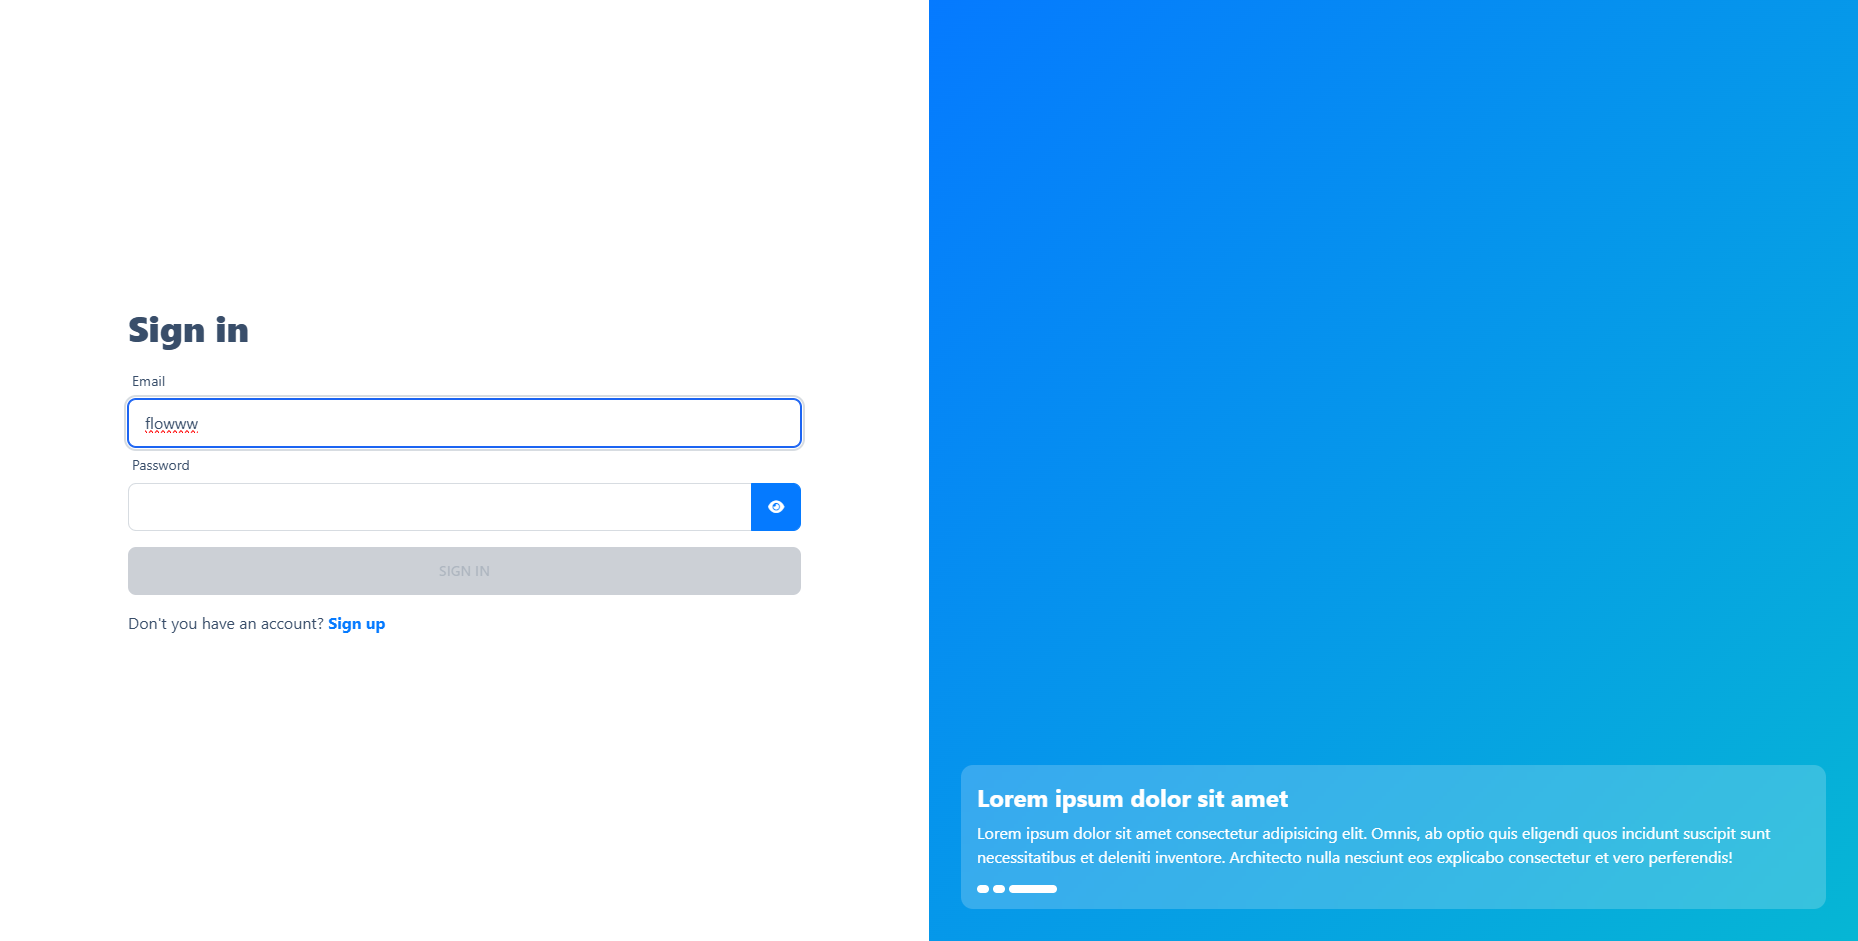 Sign in
Email
flowww
Password
SIGN IN
Don't you have an account? Sign up
Lorem ipsum dolor sit amet
Lorem ipsum dolor sit amet consectetur adipisicing elit. Omnis, ab optio quis eligendi quos incidunt suscipit sunt
necessitatibus et deleniti inventore. Architecto nulla nesciunt eos explicabo consectetur et vero perferendis!